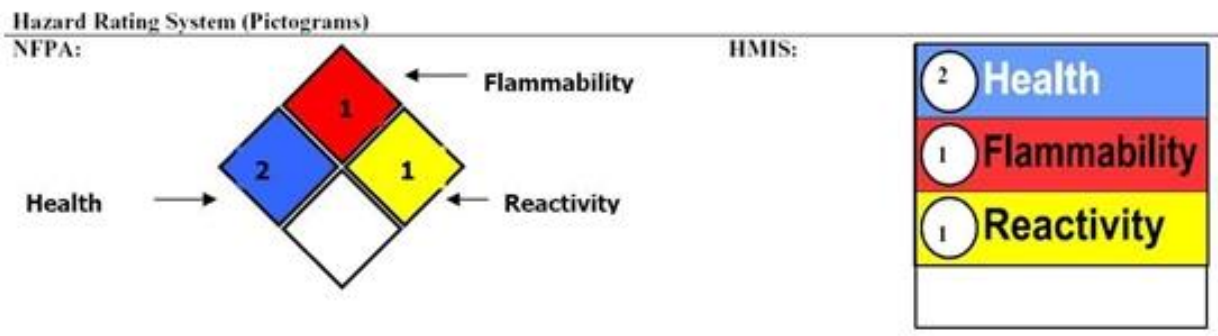 Hazard Rating System (Pictograms)
NFPA:
HMIS:
1
Flammability
2
1
Health
Reactivity
2 Health
1 Flammability
1 Reactivity